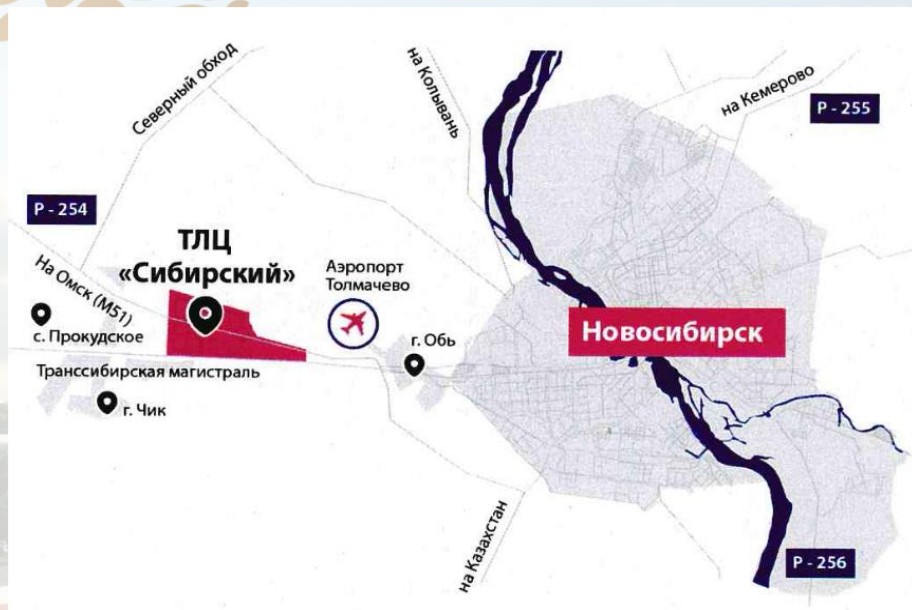 Северный обход
на Колывань
на Кемерово
Р - 255
Р - 254
ТЛЦ
«Сибирский»
На Омск (М51)
Аэропорт
Толмачево
с. Прокудское
г. Обь
Новосибирск
Транссибирская магистраль
г. Чик
на Казахстан
Р - 256